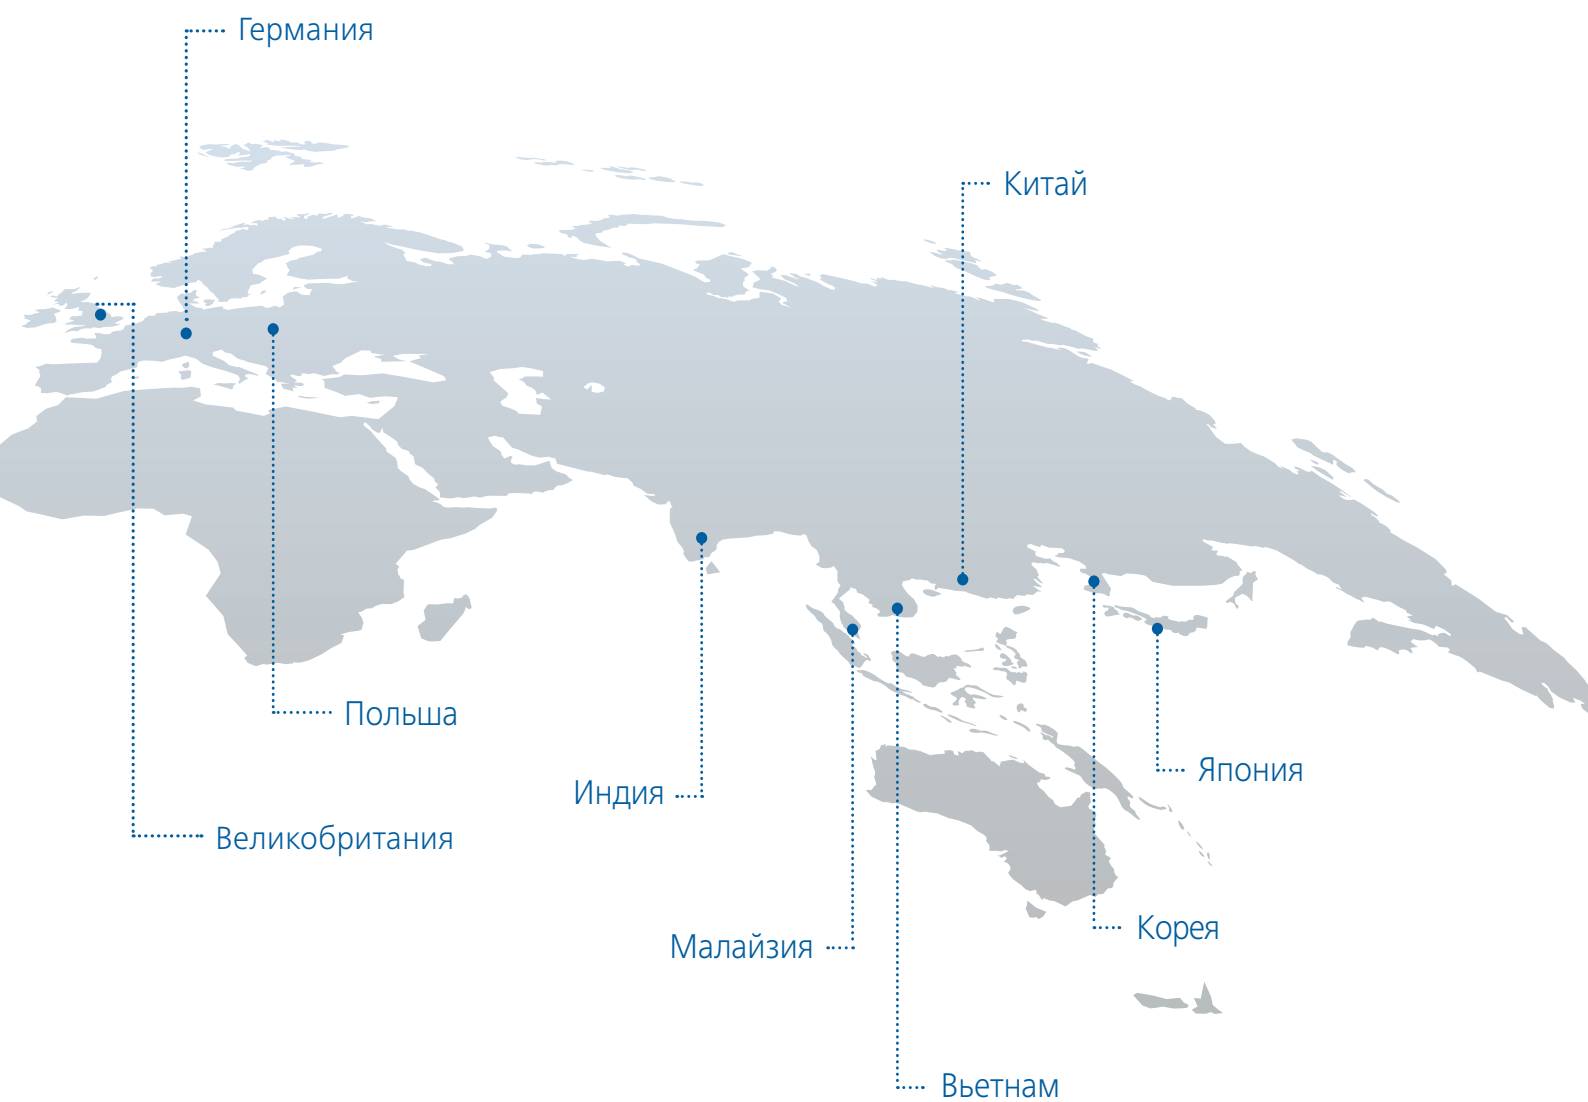 Германия
Китай
Польша
Япония
Индия
Великобритания
Корея
Малайзия
Вьетнам